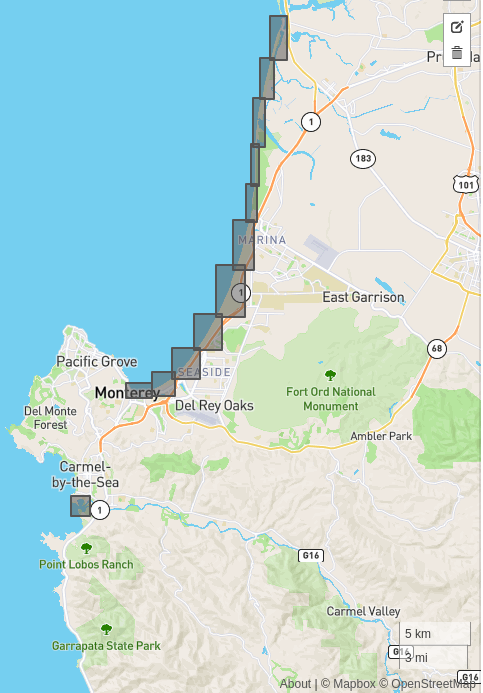 Pr
da
1
183
101
MARINA
1
East Garrison
68
Pacific Grove
SEASIDE
Monterey
Fort Ord National
Monument
Del Monte
Forest
Del Rey Oaks
Ambler Park
Carmel-
by-the-Sea
1
G16
Point Lobos Ranch
Carmel Valley
5 km
Garrapata State Park
G16
3 mi
G16
About | © Mapbox © OpenStreetMap